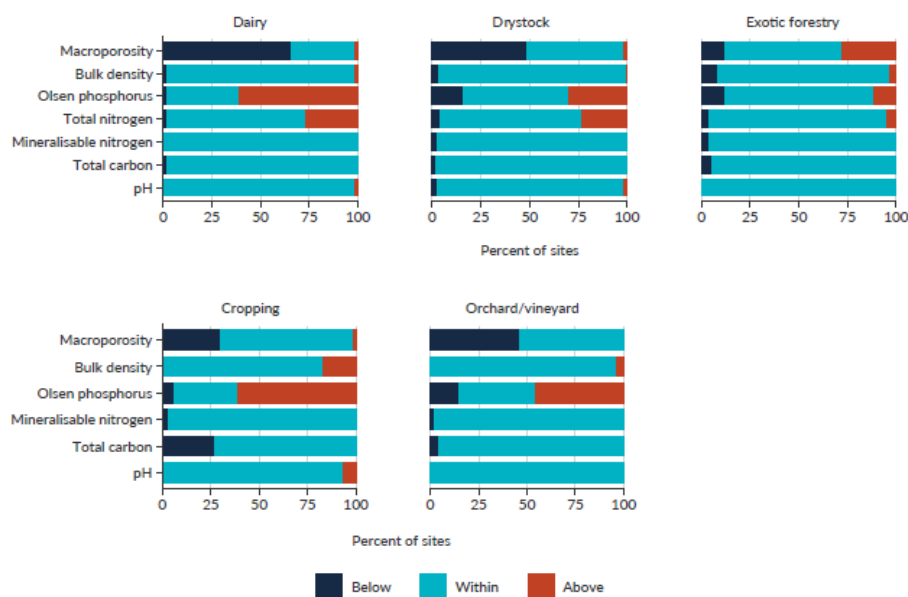 Dairy
Drystock
Exotic forestry
Macroporosity
Bulk density
Olsen phosphorus
Total nitrogen
Mineralisable nitrogen
Total carbon
pH
0 25 50 75 100
0 25 50 75 100
0 25 50 75 100
Percent of sites
Cropping
Orchard/vineyard
Macroporosity
Bulk density
Olsen phosphorus
Mineralisable nitrogen
Total carbon
pH
0 25 50 75 100
0 25 50 75 100
Percent of sites
Below Within Above